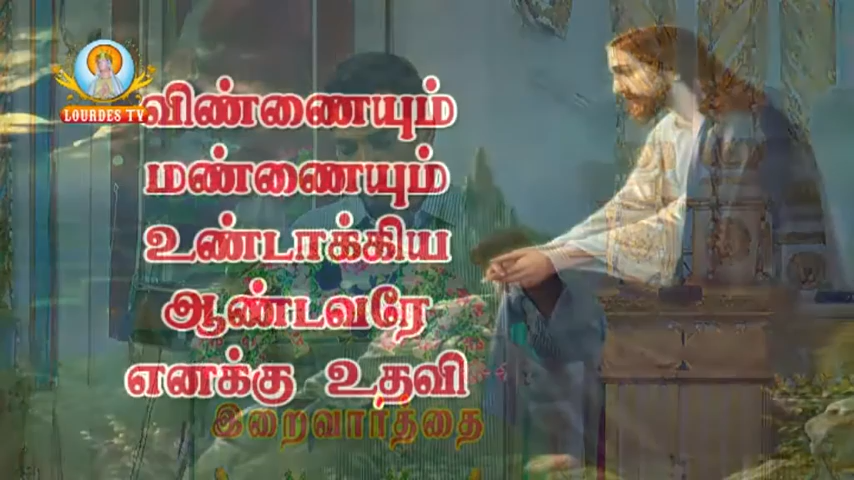 LOURDES TV
விண்ணையும்
மண்ணையும்
உண்டாக்கிய
ஆண்டவரே
எனக்கு உதவி
இறைவார்த்தை